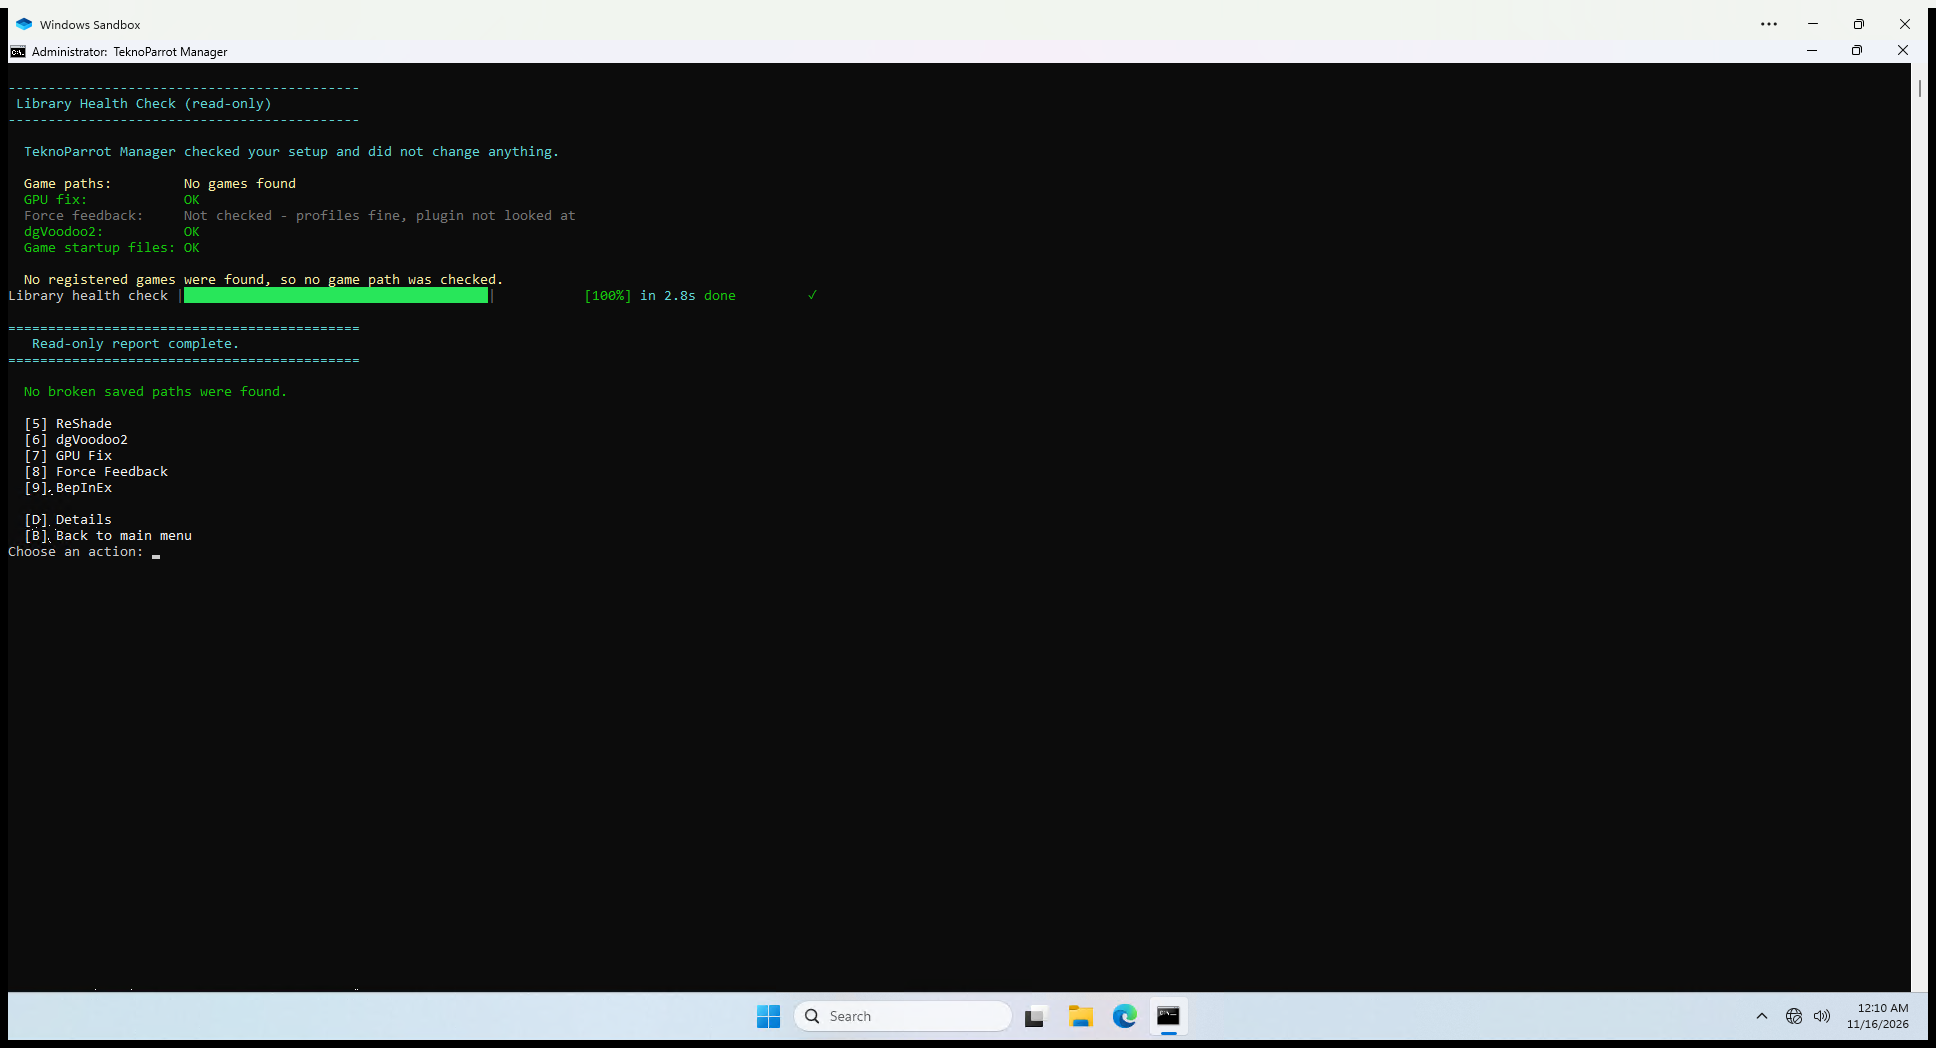 Windows Sandbox
Administrator: TeknoParrot Manager
--------------------------------------------
Library Health Check (read-only)
--------------------------------------------
TeknoParrot Manager checked your setup and did not change anything.
Game paths: No games found
GPU fix: OK
Force feedback: Not checked - profiles fine, plugin not looked at
dgVoodoo2: OK
Game startup files: OK
No registered games were found, so no game path was checked.
Library health check | | [100%] in 2.8s done ✓
============================================
Read-only report complete.
============================================
No broken saved paths were found.
[5] ReShade
[6] dgVoodoo2
[7] GPU Fix
[8] Force Feedback
[9] BepInEx
[D] Details
[B] Back to main menu
Choose an action: _
Search
12:10 AM
11/16/2026